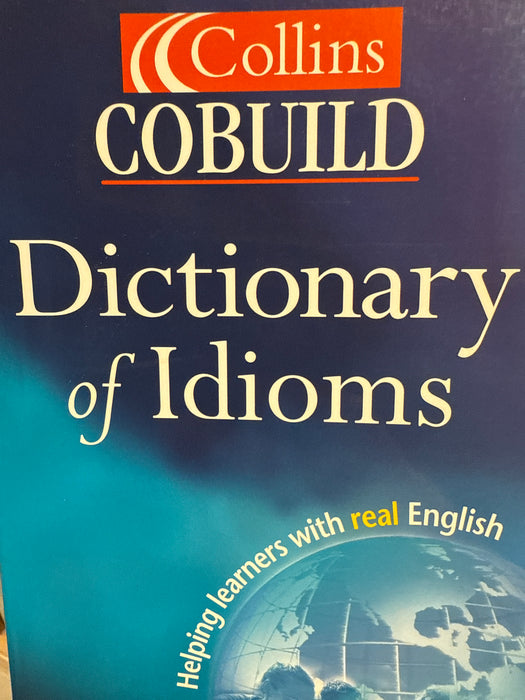 Collins
COBUILD
Dictionary
of Idioms
Helping learners with real English